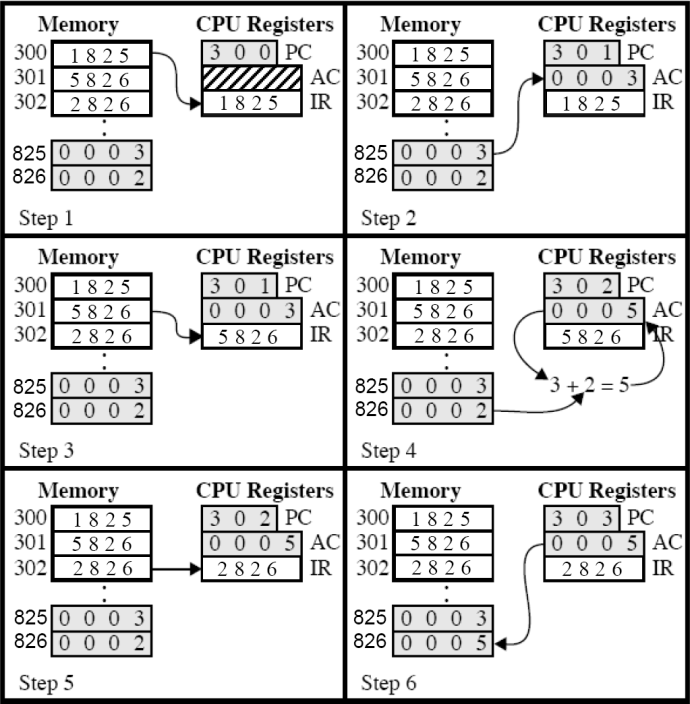 Memory CPU Registers
300 1 8 2 5 3 0 0 PC
301 5 8 2 6 AC
302 2 8 2 6 1 8 2 5 IR
825 0 0 0 3
826 0 0 0 2
Step 1
Memory CPU Registers
300 1 8 2 5 3 0 1 PC
301 5 8 2 6 0 0 0 3 AC
302 2 8 2 6 1 8 2 5 IR
825 0 0 0 3
826 0 0 0 2
Step 2
Memory CPU Registers
300 1 8 2 5 3 0 1 PC
301 5 8 2 6 0 0 0 3 AC
302 2 8 2 6 5 8 2 6 IR
825 0 0 0 3
826 0 0 0 2
Step 3
Memory CPU Registers
300 1 8 2 5 3 0 2 PC
301 5 8 2 6 0 0 0 5 AC
302 2 8 2 6 5 8 2 6 IR
825 0 0 0 3 3 + 2 = 5
826 0 0 0 2
Step 4
Memory CPU Registers
300 1 8 2 5 3 0 2 PC
301 5 8 2 6 0 0 0 5 AC
302 2 8 2 6 2 8 2 6 IR
825 0 0 0 3
826 0 0 0 2
Step 5
Memory CPU Registers
300 1 8 2 5 3 0 3 PC
301 5 8 2 6 0 0 0 5 AC
302 2 8 2 6 2 8 2 6 IR
825 0 0 0 3
826 0 0 0 5
Step 6